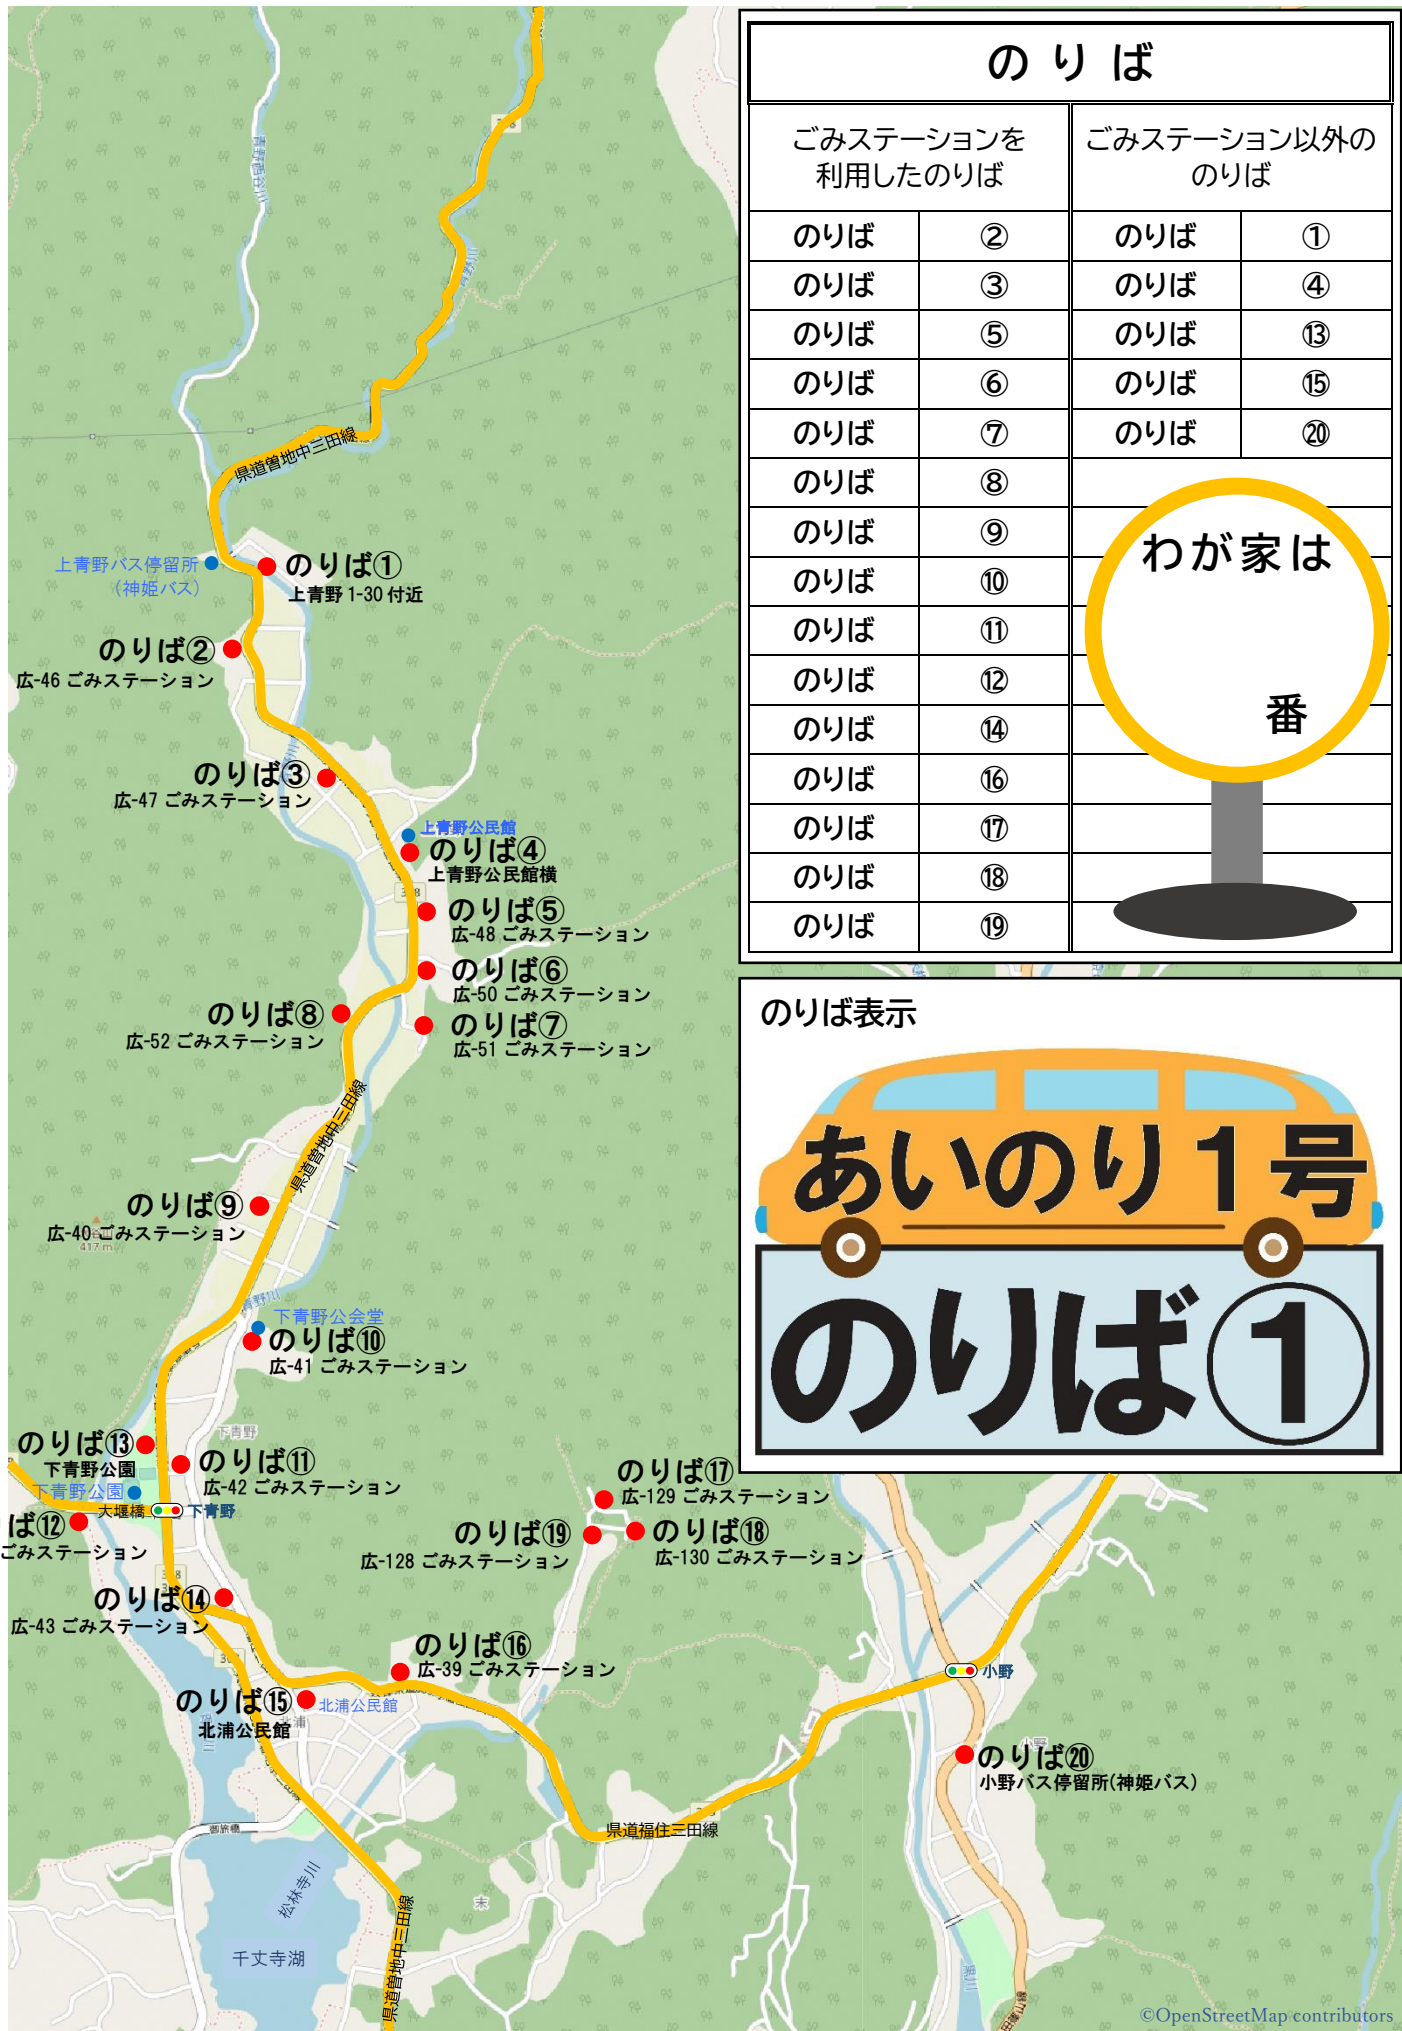 のりば
ごみステーションを
利用したのりば
ごみステーション以外の
のりば
のりば ② のりば ①
のりば ③ のりば ④
のりば ⑤ のりば ⑬
のりば ⑥ のりば ⑮
のりば ⑦ のりば ⑳
のりば ⑧
のりば ⑨
のりば ⑩
のりば ⑪
のりば ⑫
のりば ⑭
のりば ⑯
のりば ⑰
のりば ⑱
のりば ⑲
わが家は
番
のりば表示
あいのり1号
のりば①
青野西谷川
青野川
県道曽地中三田線
上青野バス停留所
(神姫バス)
のりば①
上青野 1-30 付近
のりば②
広-46 ごみステーション
のりば③
広-47 ごみステーション
上青野公民館
のりば④
上青野公民館横
のりば⑤
広-48 ごみステーション
のりば⑥
広-50 ごみステーション
のりば⑦
広-51 ごみステーション
のりば⑧
広-52 ごみステーション
県道曽地中三田線
のりば⑨
広-40 ごみステーション
417 m
青野川
下青野公会堂
のりば⑩
広-41 ごみステーション
下青野
のりば⑬
下青野公園
下青野公園
のりば⑪
広-42 ごみステーション
大堰橋
下青野
ば⑫
ごみステーション
のりば⑰
広-129 ごみステーション
のりば⑲
広-128 ごみステーション
のりば⑱
広-130 ごみステーション
のりば⑭
広-43 ごみステーション
のりば⑯
広-39 ごみステーション
のりば⑮
北浦公民館
北浦公民館
北浦
小野
小野
のりば⑳
小野バス停留所(神姫バス)
県道福住三田線
御旅橋
松林寺川
末
千丈寺湖
県道曽地中三田線
黒川
©OpenStreetMap contributors